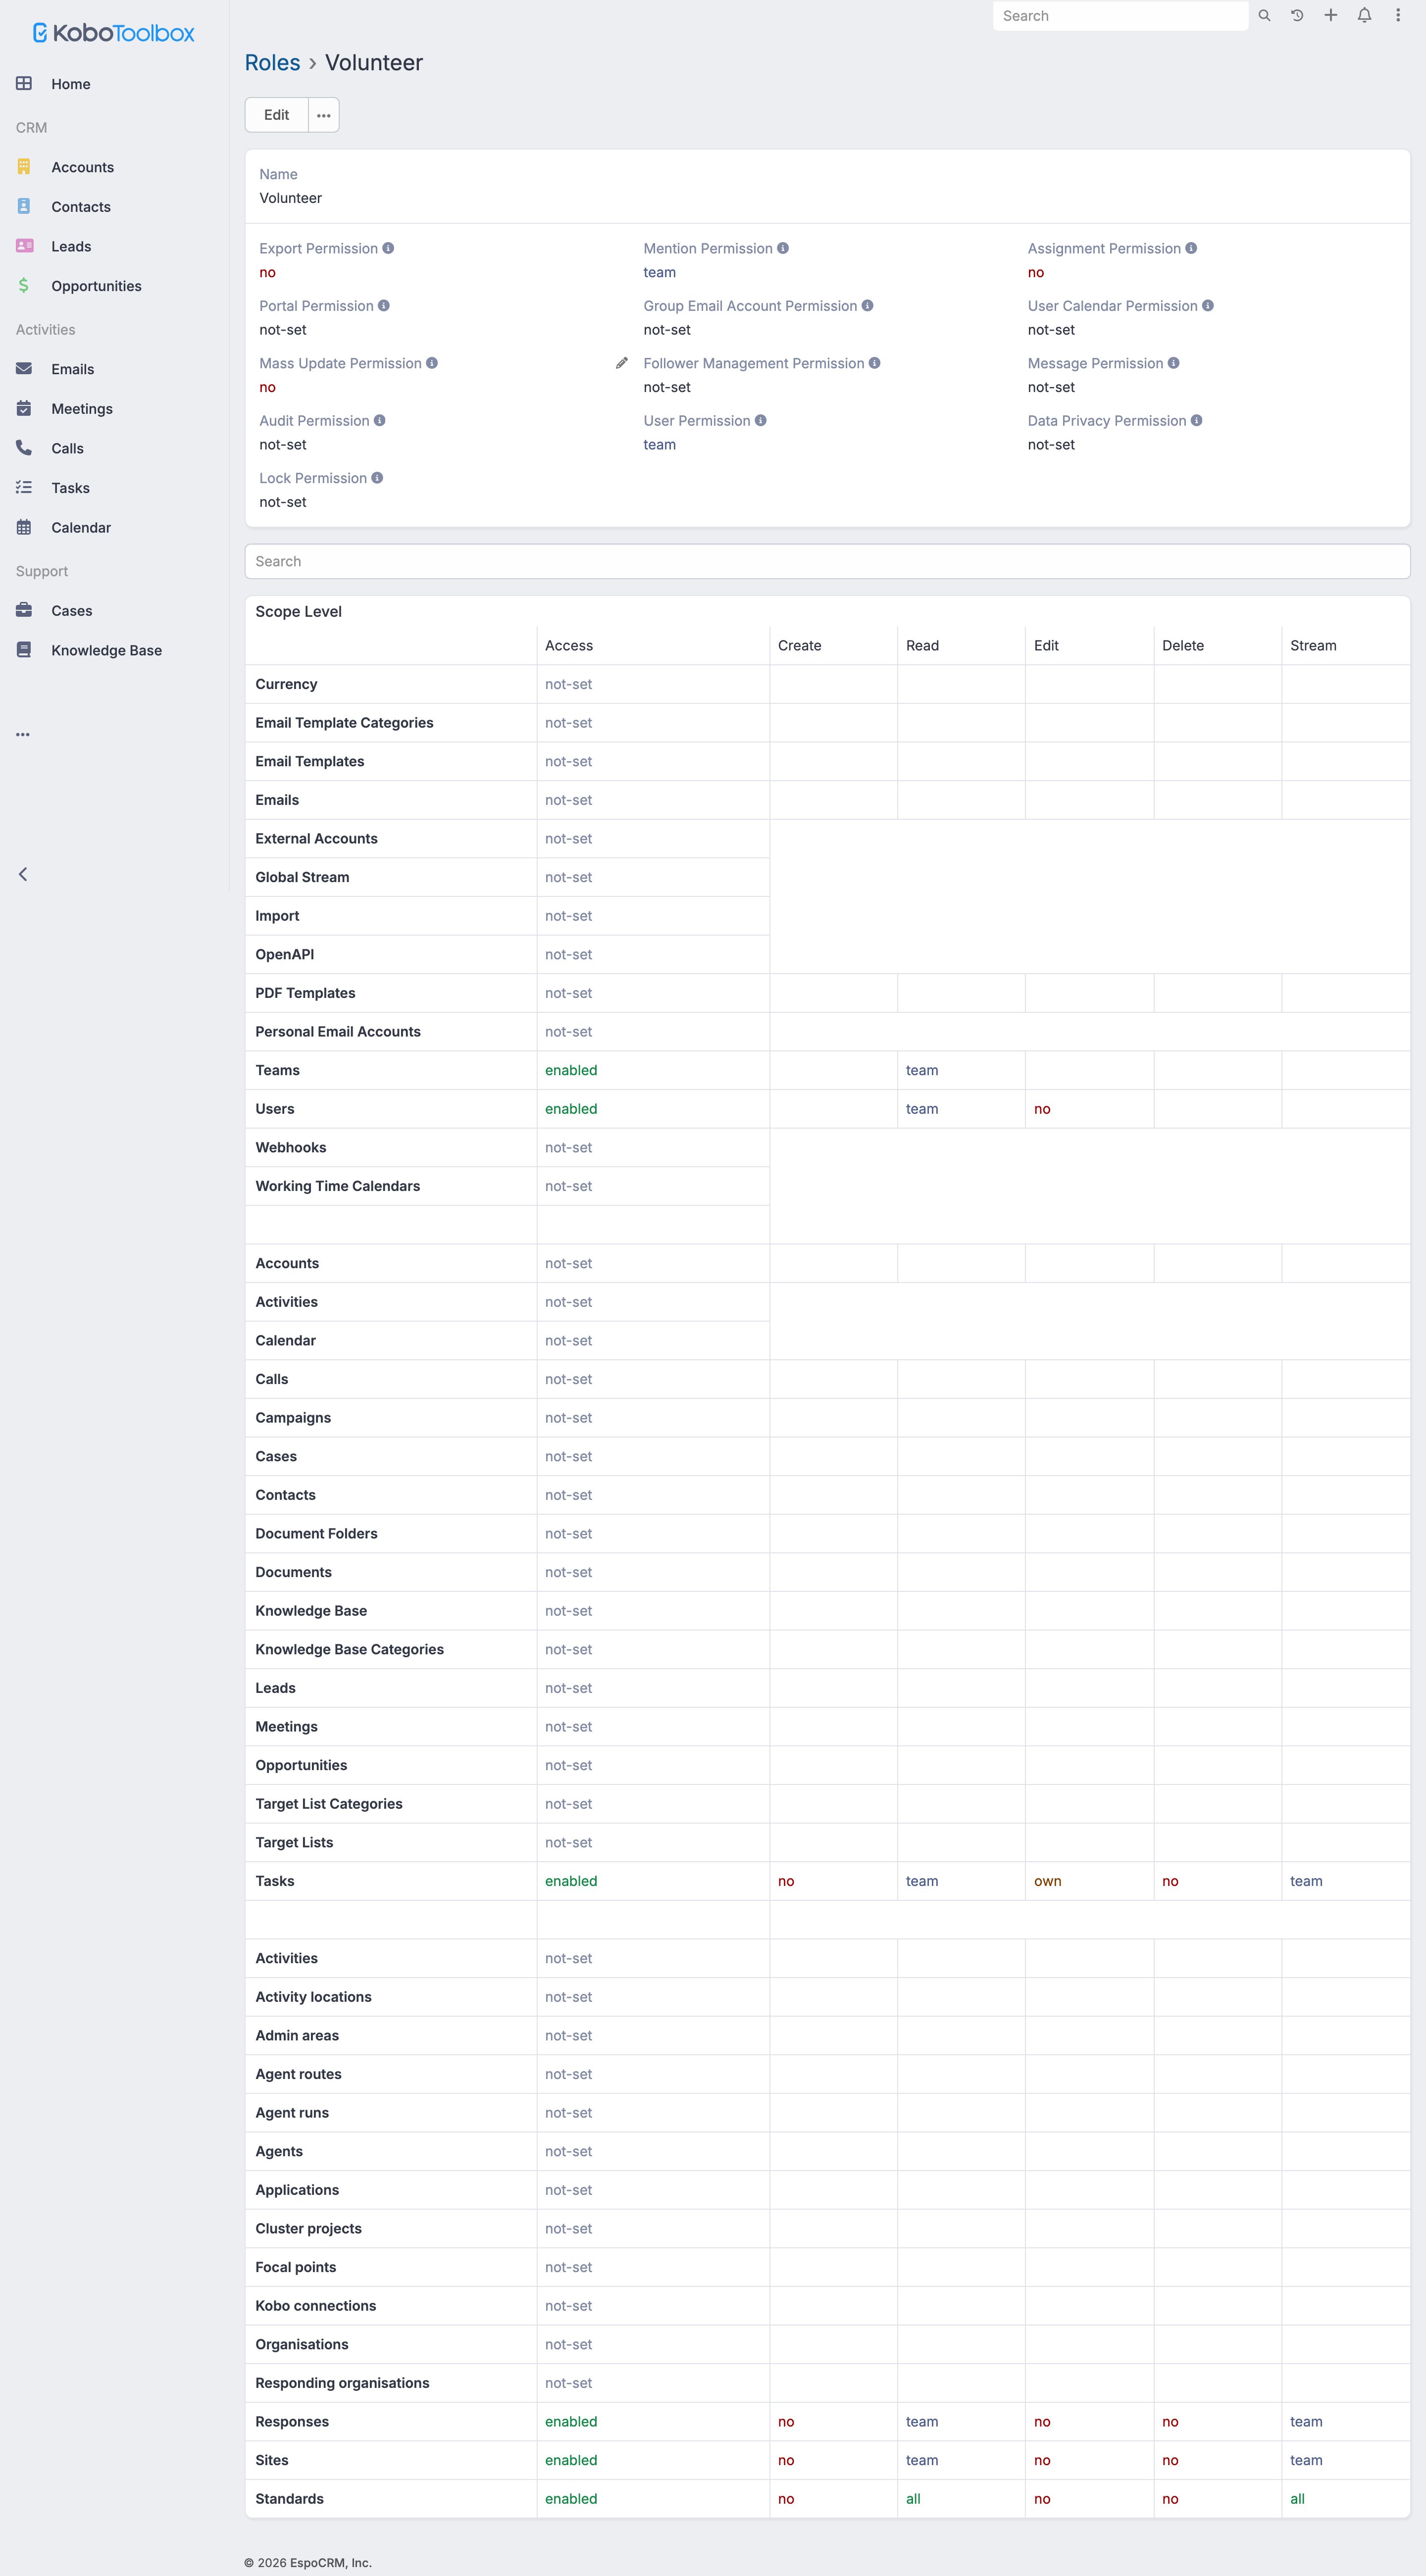 KoboToolbox
Search
Home
CRM
Accounts
Contacts
Leads
Opportunities
Activities
Emails
Meetings
Calls
Tasks
Calendar
Support
Cases
Knowledge Base
Roles › Volunteer
Edit
Name
Volunteer
Export Permission Mention Permission Assignment Permission
no team no
Portal Permission Group Email Account Permission User Calendar Permission
not-set not-set not-set
Mass Update Permission Follower Management Permission Message Permission
no not-set not-set
Audit Permission User Permission Data Privacy Permission
not-set team not-set
Lock Permission
not-set
Search
Scope Level
Access Create Read Edit Delete Stream
Currency not-set
Email Template Categories not-set
Email Templates not-set
Emails not-set
External Accounts not-set
Global Stream not-set
Import not-set
OpenAPI not-set
PDF Templates not-set
Personal Email Accounts not-set
Teams enabled team
Users enabled team no
Webhooks not-set
Working Time Calendars not-set
Accounts not-set
Activities not-set
Calendar not-set
Calls not-set
Campaigns not-set
Cases not-set
Contacts not-set
Document Folders not-set
Documents not-set
Knowledge Base not-set
Knowledge Base Categories not-set
Leads not-set
Meetings not-set
Opportunities not-set
Target List Categories not-set
Target Lists not-set
Tasks enabled no team own no team
Activities not-set
Activity locations not-set
Admin areas not-set
Agent routes not-set
Agent runs not-set
Agents not-set
Applications not-set
Cluster projects not-set
Focal points not-set
Kobo connections not-set
Organisations not-set
Responding organisations not-set
Responses enabled no team no no team
Sites enabled no team no no team
Standards enabled no all no no all
© 2026 EspoCRM, Inc.